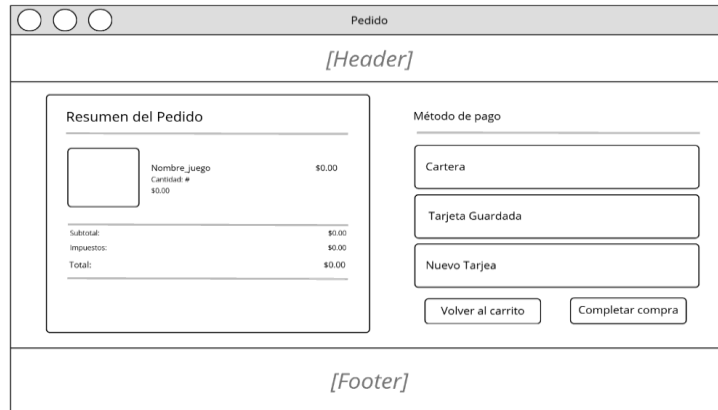 Pedido
[Header]
Resumen del Pedido
Nombre_juego $0.00
Cantidad: #
$0.00
Subtotal: $0.00
Impuestos: $0.00
Total: $0.00
Método de pago
Cartera
Tarjeta Guardada
Nuevo Tarjea
Volver al carrito Completar compra
[Footer]